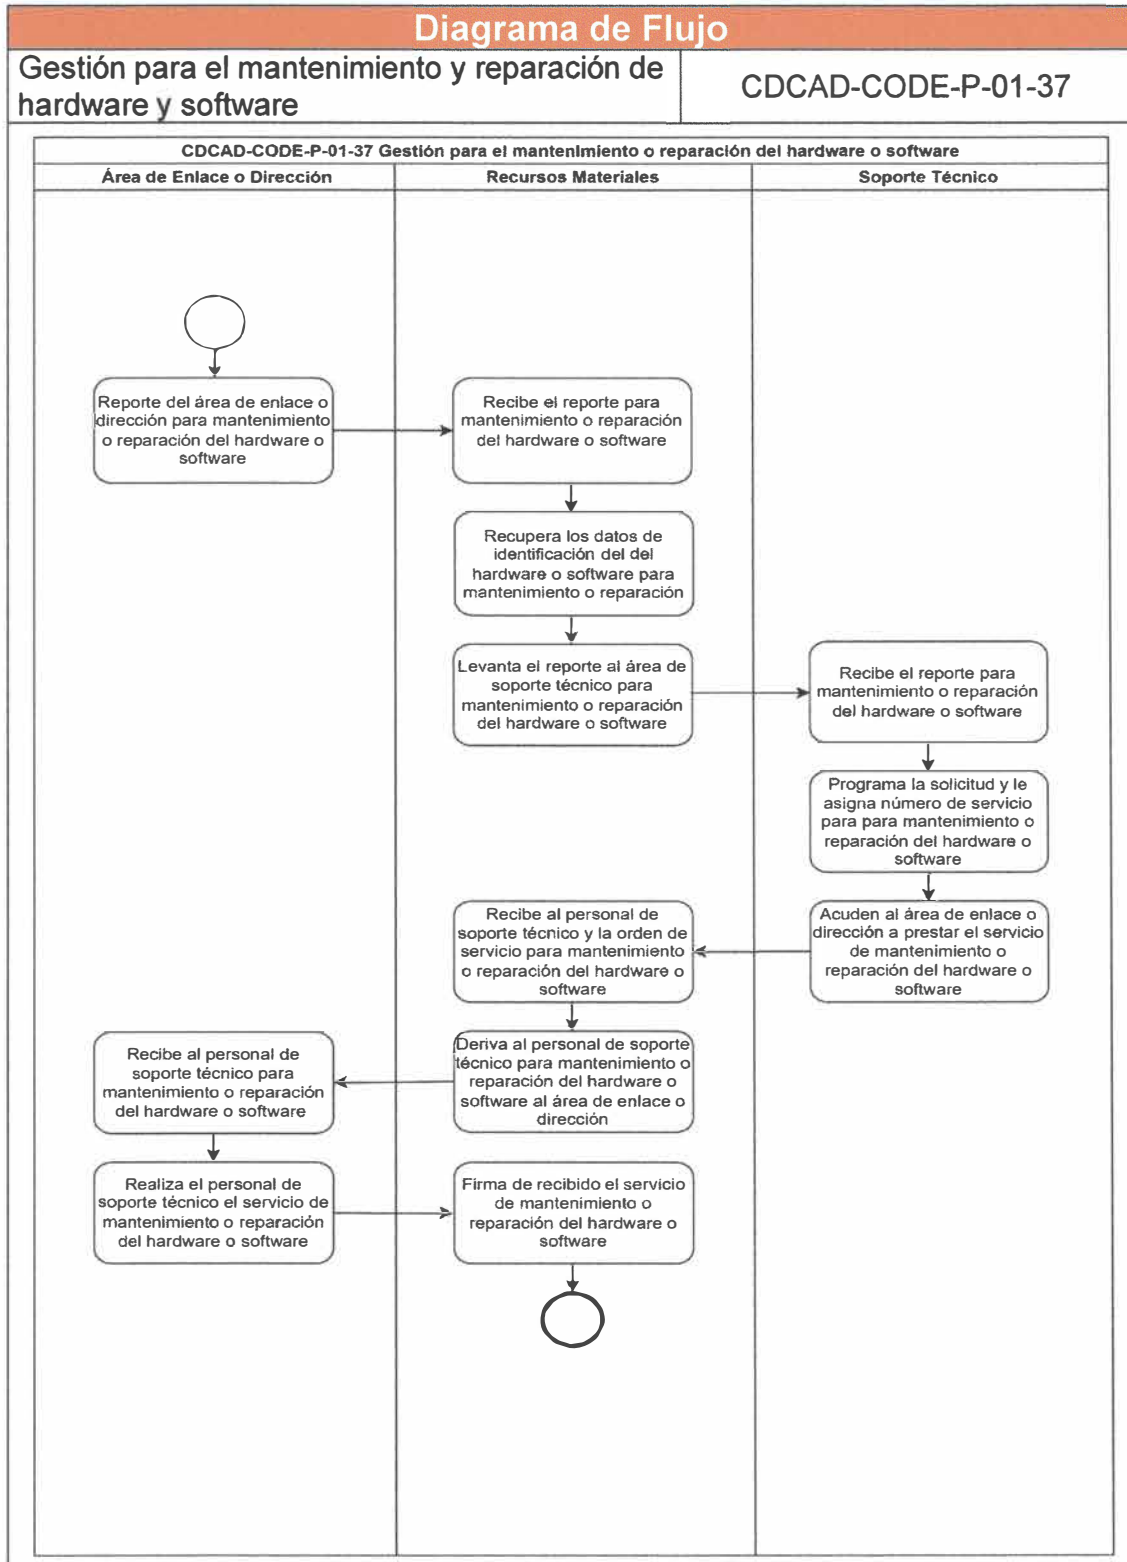 Diagrama de Flujo
Gestión para el mantenimiento y reparación de
hardware y software
CDCAD-CODE-P-01-37
CDCAD-CODE-P-01-37 Gestión para el mantenimiento o reparación del hardware o software
Área de Enlace o Dirección
Recursos Materiales
Soporte Técnico
Reporte del área de enlace o
dirección para mantenimiento
o reparación del hardware o
software
Recibe el reporte para
mantenimiento o reparación
del hardware o software
Recupera los datos de
identificación del del
hardware o software para
mantenimiento o reparación
Levanta el reporte al área de
soporte técnico para
mantenimiento o reparación
del hardware o software
Recibe el reporte para
mantenimiento o reparación
del hardware o software
Programa la solicitud y le
asigna número de servicio
para para mantenimiento o
reparación del hardware o
software
Acuden al área de enlace o
dirección a prestar el servicio
de mantenimiento o
reparación del hardware o
software
Recibe al personal de
soporte técnico y la orden de
servicio para mantenimiento
o reparación del hardware o
software
Deriva al personal de soporte
técnico para mantenimiento o
reparación del hardware o
software al área de enlace o
dirección
Recibe al personal de
soporte técnico para
mantenimiento o reparación
del hardware o software
Realiza el personal de
soporte técnico el servicio de
mantenimiento o reparación
del hardware o software
Firma de recibido el servicio
de mantenimiento o
reparación del hardware o
software